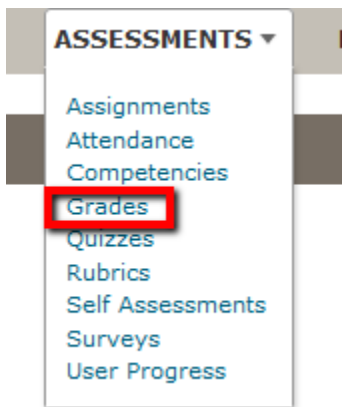 ASSESSMENTS
Assignments
Attendance
Competencies
Grades
Quizzes
Rubrics
Self Assessments
Surveys
User Progress